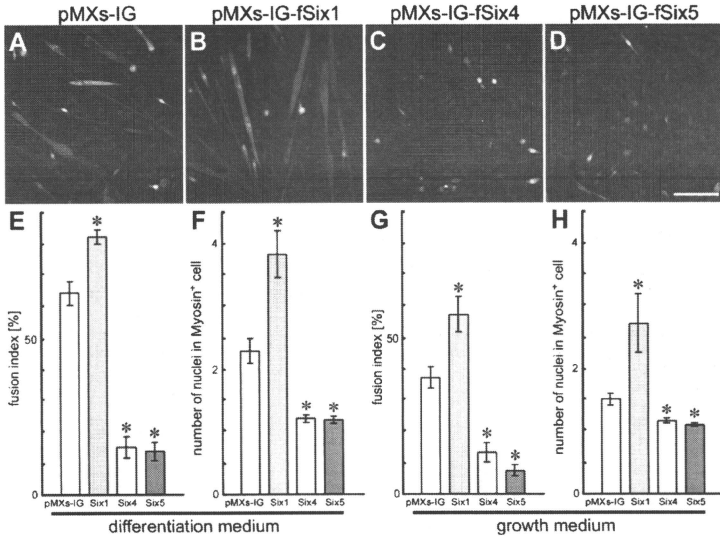 pMXs-IG pMXs-IG-fSix1 pMXs-IG-fSix4 pMXs-IG-fSix5
A B C D
E F G H
fusion index [%]
50
0
* * *
pMXs-IG Six1 Six4 Six5
number of nuclei in Myosin⁺ cell
4
2
0
* * *
pMXs-IG Six1 Six4 Six5
differentiation medium
fusion index [%]
50
0
* * *
pMXs-IG Six1 Six4 Six5
number of nuclei in Myosin⁺ cell
4
2
0
* * *
pMXs-IG Six1 Six4 Six5
growth medium